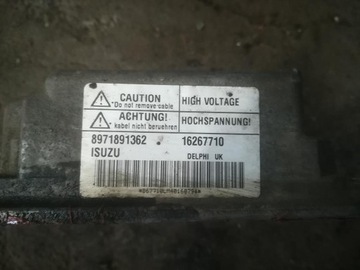 CAUTION
"Do not remove cable
HIGH VOLTAGE
ACHTUNG!
kabel nicht beruehren
HOCHSPANNUNG!
8971891362 16267710
ISUZU DELPHI UK